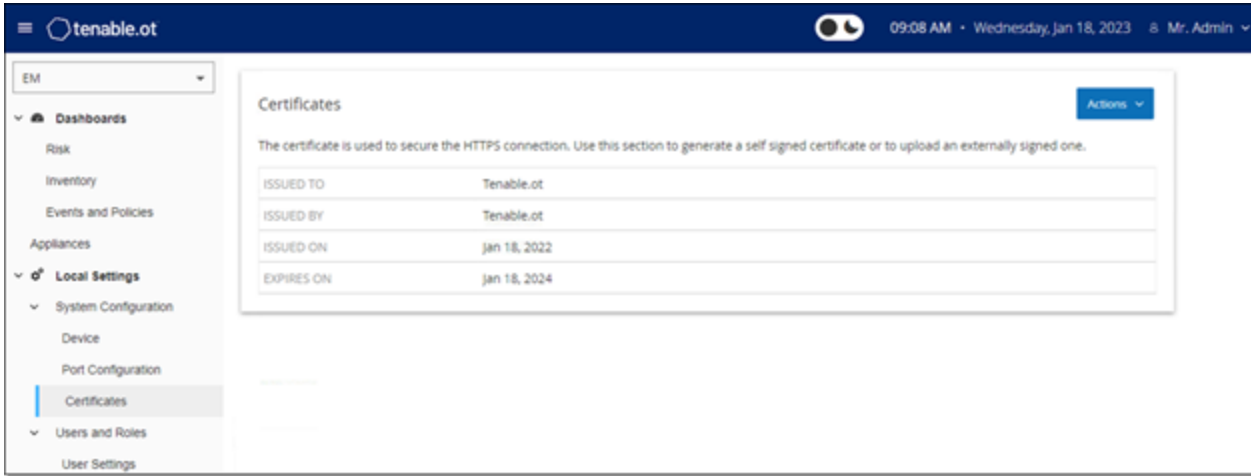 tenable.ot
09:08 AM • Wednesday, Jan 18, 2023 Mr. Admin
EM
Dashboards
Risk
Inventory
Events and Policies
Appliances
Local Settings
System Configuration
Device
Port Configuration
Certificates
Users and Roles
User Settings
Certificates
Actions
The certificate is used to secure the HTTPS connection. Use this section to generate a self signed certificate or to upload an externally signed one.
ISSUED TO Tenable.ot
ISSUED BY Tenable.ot
ISSUED ON Jan 18, 2022
EXPIRES ON Jan 18, 2024